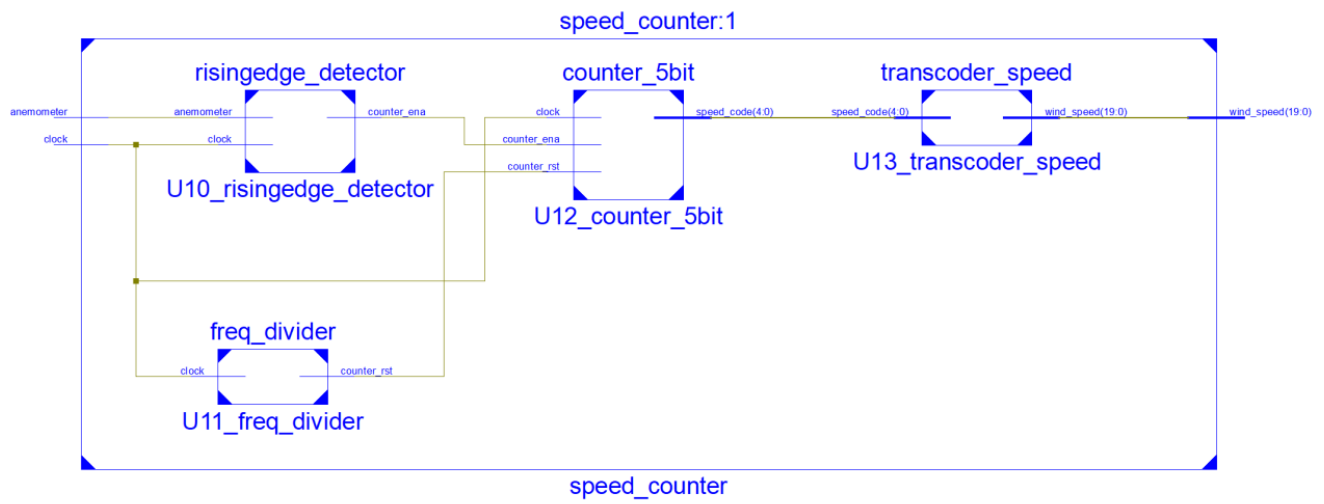 speed_counter:1
risingedge_detector
counter_5bit
transcoder_speed
anemometer
anemometer
counter_ena
clock
speed_code(4:0)
speed_code(4:0)
wind_speed(19:0)
wind_speed(19:0)
clock
clock
counter_ena
counter_rst
U13_transcoder_speed
U10_risingedge_detector
U12_counter_5bit
freq_divider
clock
counter_rst
U11_freq_divider
speed_counter